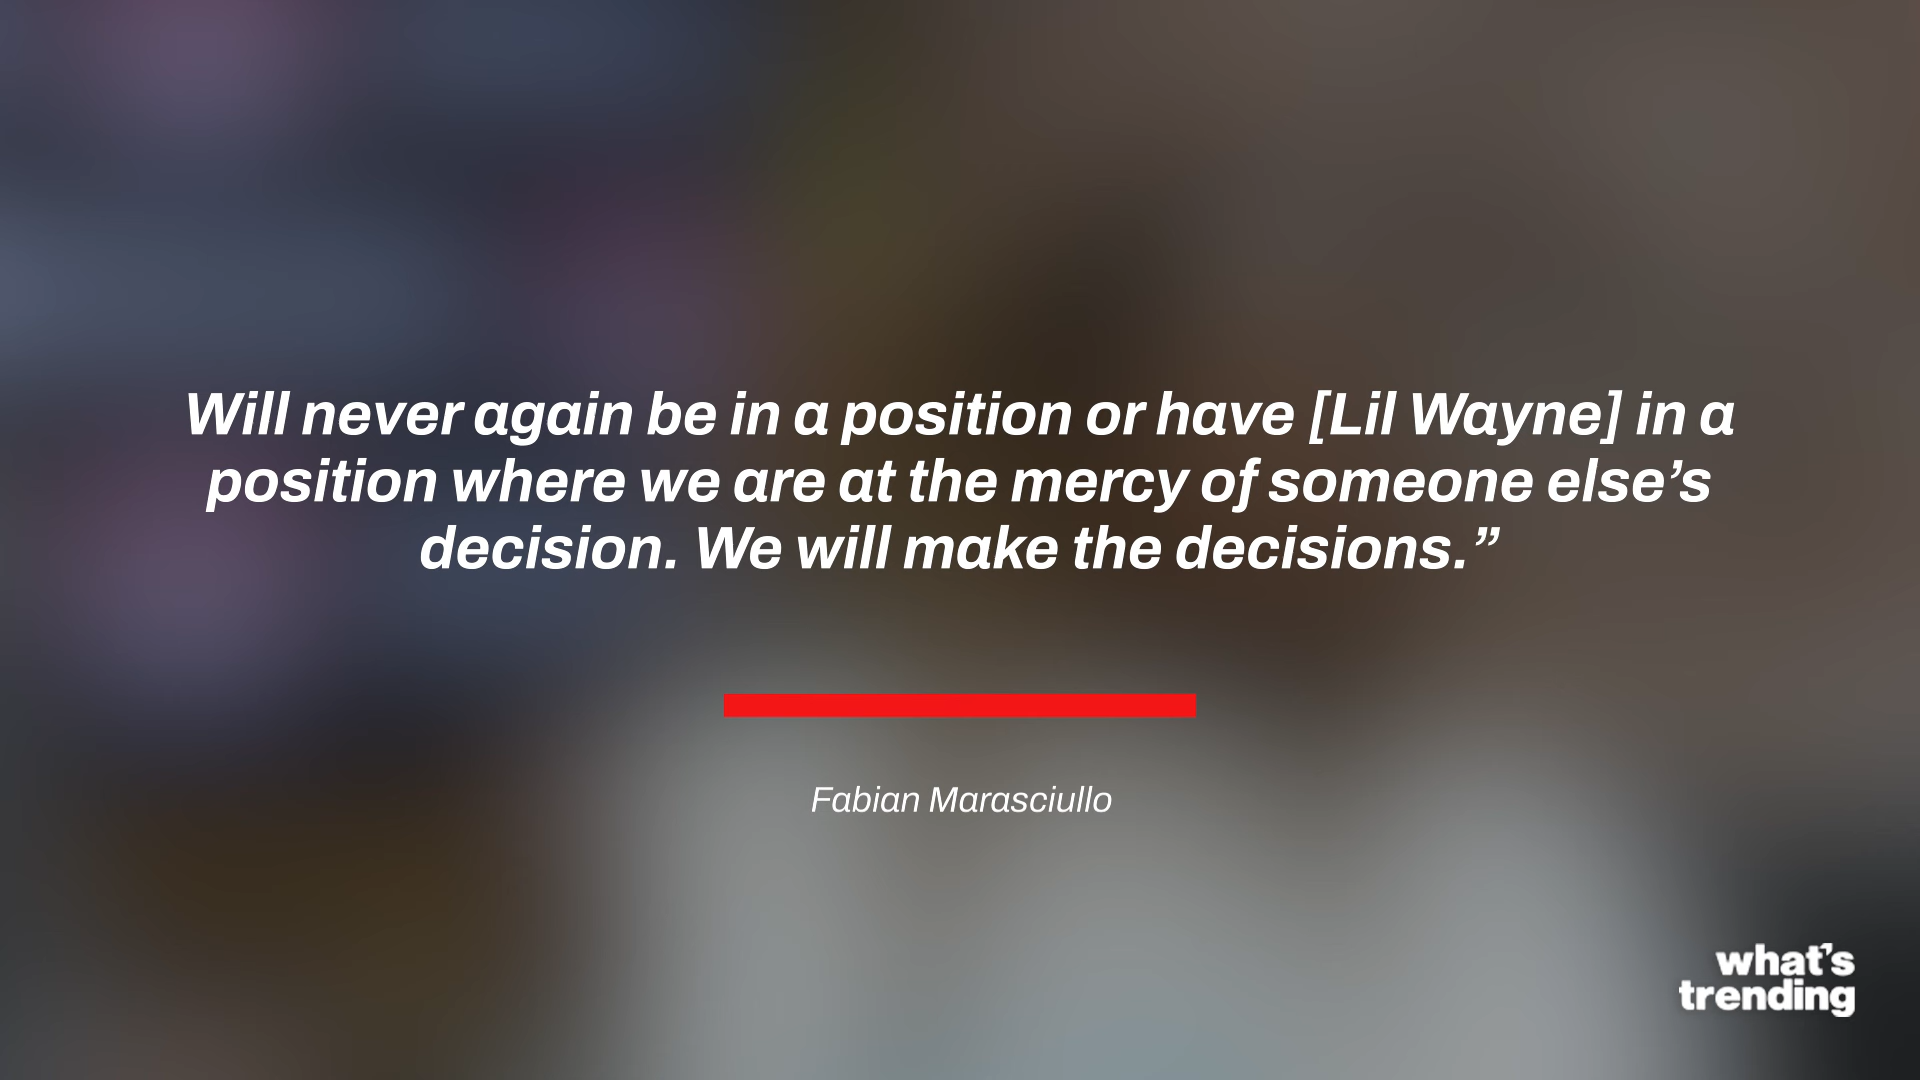 Will never again be in a position or have [Lil Wayne] in a
position where we are at the mercy of someone else’s
decision. We will make the decisions.”
Fabian Marasciullo
what’s
trending